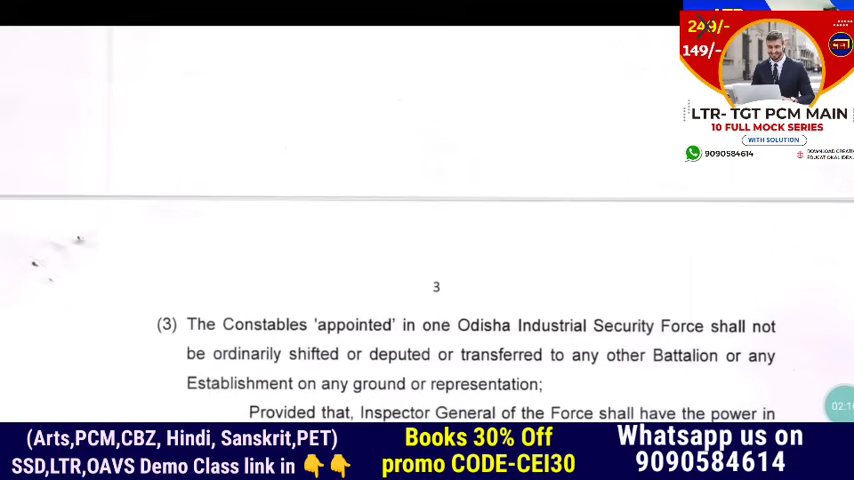 249/-
149/-
CEI
LTR- TGT PCM MAIN
10 FULL MOCK SERIES
WITH SOLUTION
9090584614
3
(3) The Constables 'appointed' in one Odisha Industrial Security Force shall not
be ordinarily shifted or deputed or transferred to any other Battalion or any
Establishment on any ground or representation;
Provided that, Inspector General of the Force shall have the power in
(Arts,PCM,CBZ, Hindi, Sanskrit,PET)
SSD,LTR,OAVS Demo Class link in 👇👇
Books 30% Off
promo CODE-CEI30
Whatsapp us on
9090584614